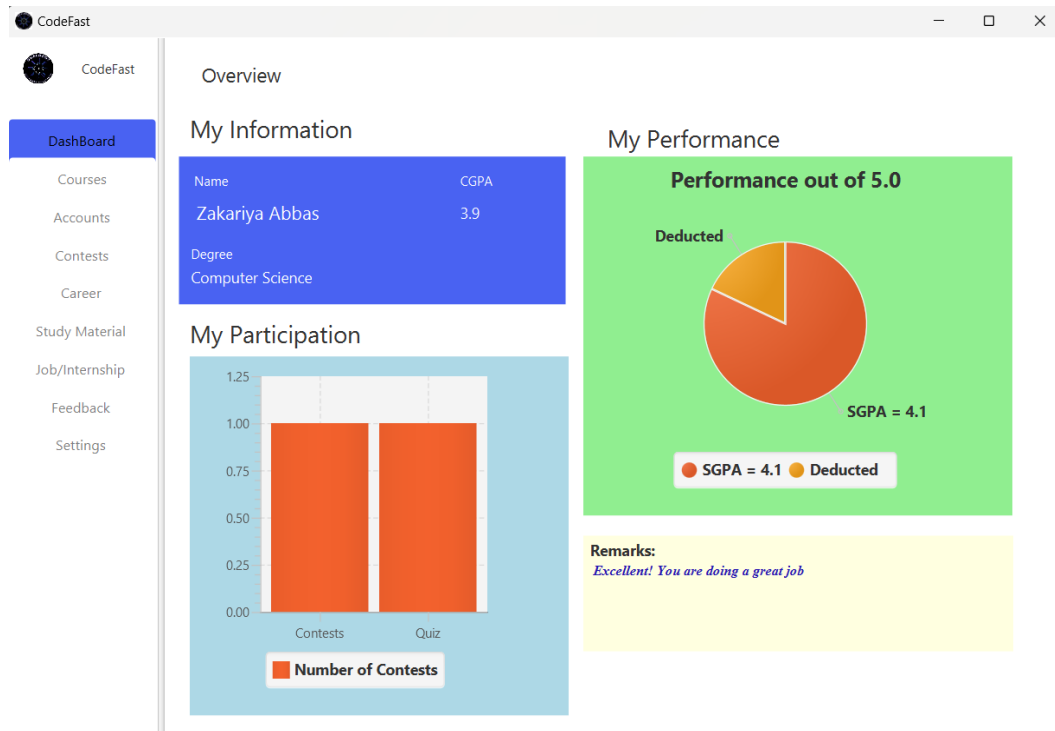 CodeFast
CodeFast
DashBoard
Courses
Accounts
Contests
Career
Study Material
Job/Internship
Feedback
Settings
Overview
My Information
Name CGPA
Zakariya Abbas 3.9
Degree
Computer Science
My Participation
1.25
1.00
0.75
0.50
0.25
0.00
Contests Quiz
Number of Contests
My Performance
Performance out of 5.0
Deducted
SGPA = 4.1
SGPA = 4.1 Deducted
Remarks:
Excellent! You are doing a great job